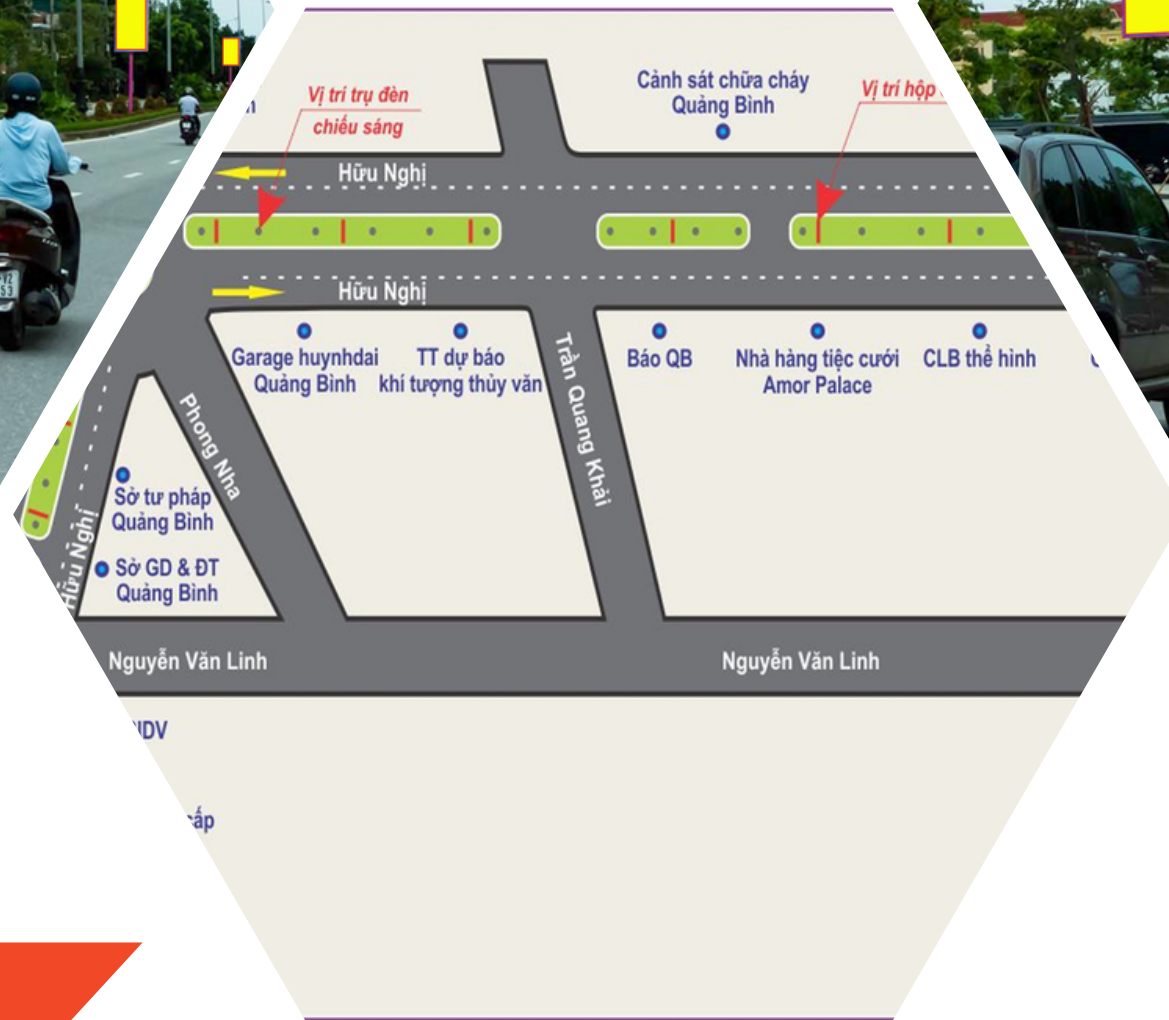 Vị trí trụ đèn
chiếu sáng
Cảnh sát chữa cháy
Quảng Bình
Vị trí hộp
Hữu Nghị
Hữu Nghị
Garage huynhdai
Quảng Bình
TT dự báo
khí tượng thủy văn
Trần Quang Khải
Báo QB
Nhà hàng tiệc cưới
Amor Palace
CLB thể hình
Phong Nha
Sở tư pháp
Quảng Bình
Hữu Nghị
Sở GD & ĐT
Quảng Bình
Nguyễn Văn Linh
Nguyễn Văn Linh